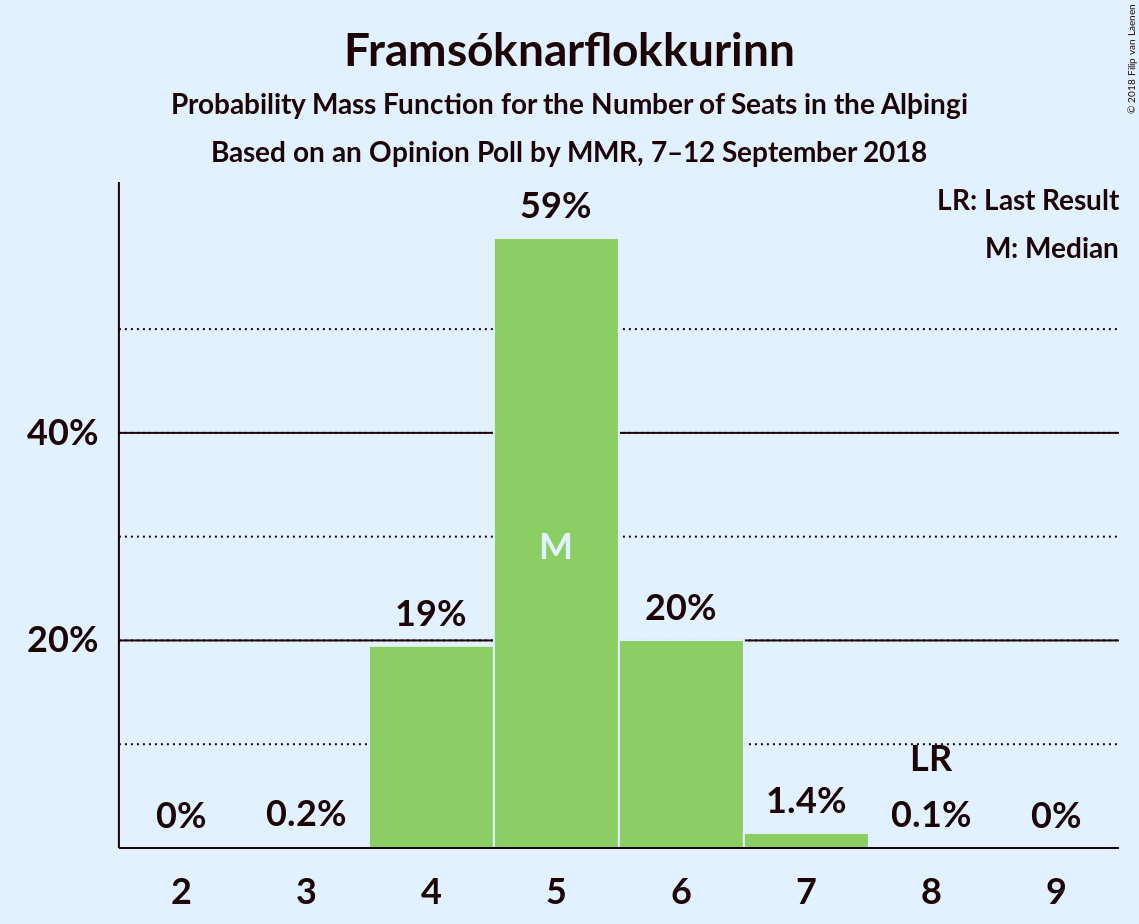 Framsóknarflokkurinn
Probability Mass Function for the Number of Seats in the Alþingi
Based on an Opinion Poll by MMR, 7–12 September 2018
© 2018 Filip van Laenen
LR: Last Result
M: Median
59%
40%
M
19%
20%
20%
LR
0%
0.2%
1.4%
0.1%
0%
2 3 4 5 6 7 8 9